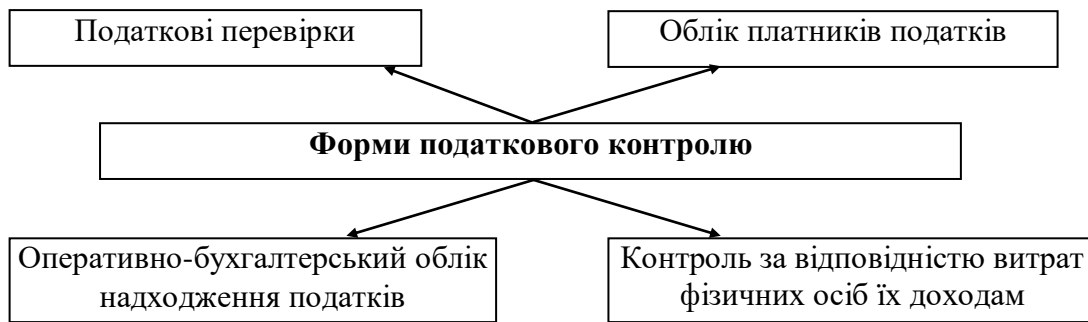 Податкові перевірки
Облік платників податків
Форми податкового контролю
Оперативно-бухгалтерський облік
надходження податків
Контроль за відповідністю витрат
фізичних осіб їх доходам